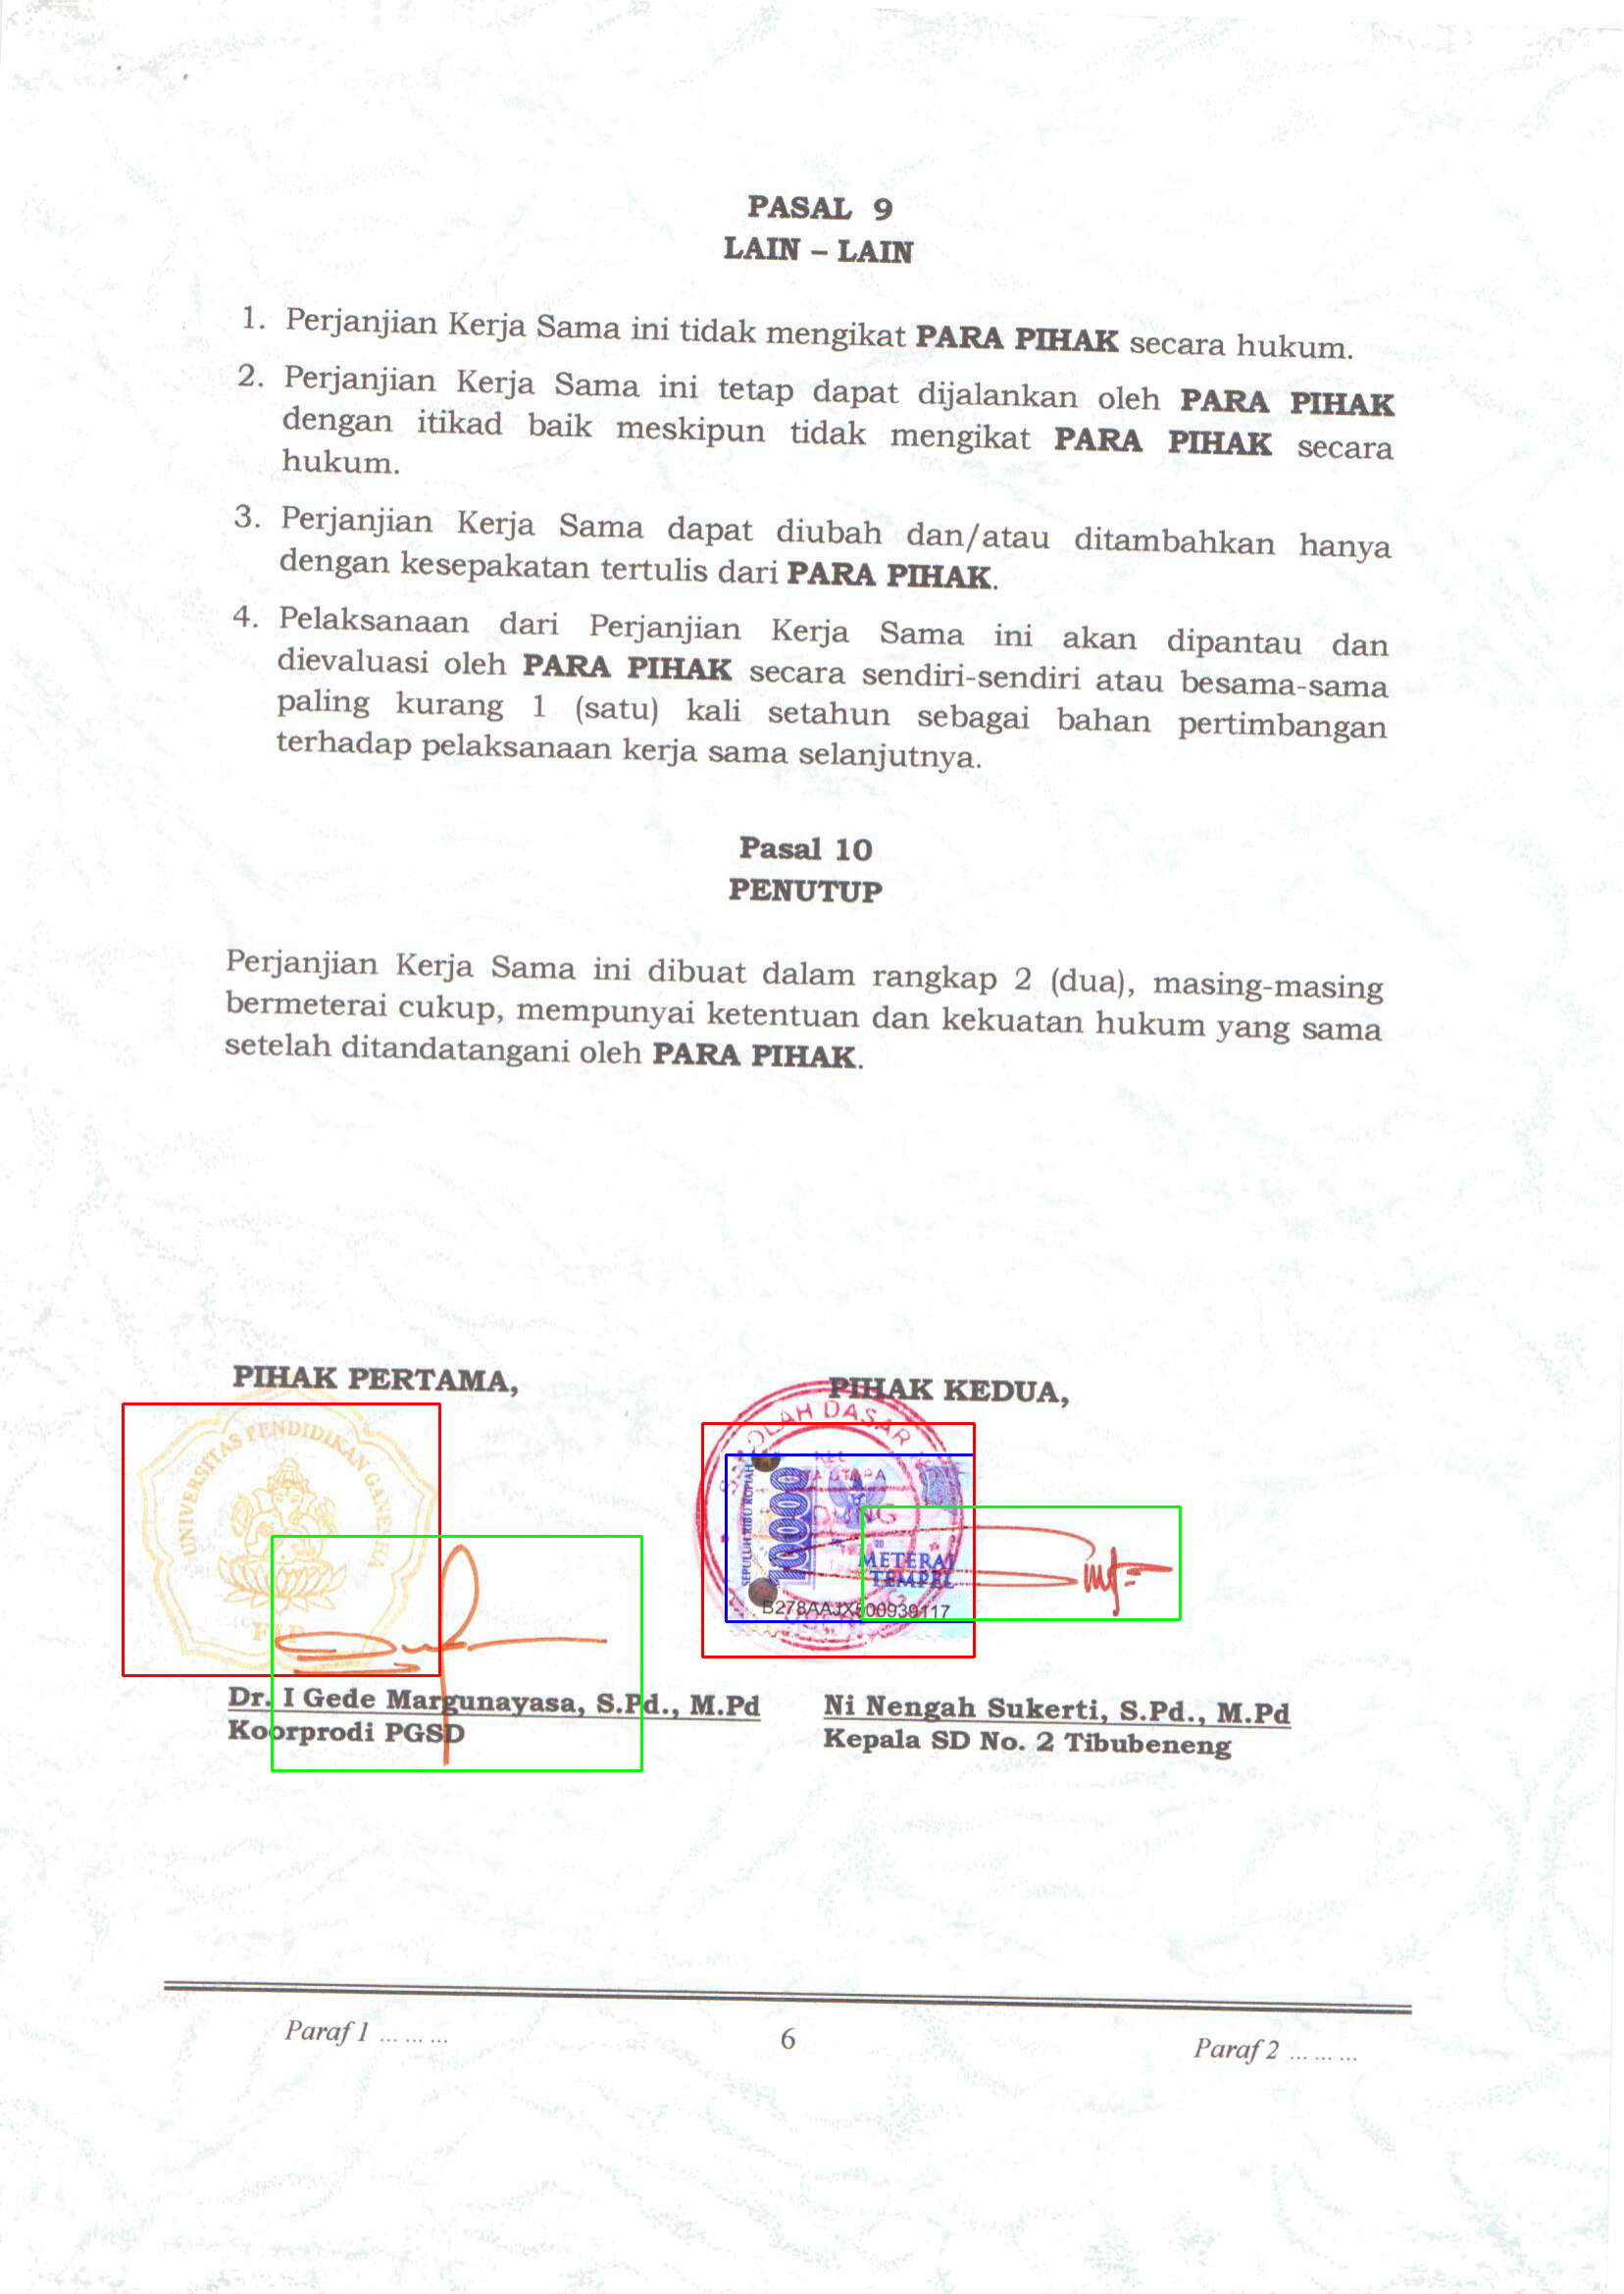 PASAL 9
LAIN – LAIN
1. Perjanjian Kerja Sama ini tidak mengikat PARA PIHAK secara hukum.
2. Perjanjian Kerja Sama ini tetap dapat dijalankan oleh PARA PIHAK
dengan itikad baik meskipun tidak mengikat PARA PIHAK secara
hukum.
3. Perjanjian Kerja Sama dapat diubah dan/atau ditambahkan hanya
dengan kesepakatan tertulis dari PARA PIHAK.
4. Pelaksanaan dari Perjanjian Kerja Sama ini akan dipantau dan
dievaluasi oleh PARA PIHAK secara sendiri-sendiri atau besama-sama
paling kurang 1 (satu) kali setahun sebagai bahan pertimbangan
terhadap pelaksanaan kerja sama selanjutnya.
Pasal 10
PENUTUP
Perjanjian Kerja Sama ini dibuat dalam rangkap 2 (dua), masing-masing
bermeterai cukup, mempunyai ketentuan dan kekuatan hukum yang sama
setelah ditandatangani oleh PARA PIHAK.
PIHAK PERTAMA,
UNIVERSITAS PENDIDIKAN GANESHA
FIP
Dr. I Gede Margunayasa, S.Pd., M.Pd
Koorprodi PGSD
PIHAK KEDUA,
SEKOLAH DASAR
SEPULUH RIBU RUPIAH
10000
METERAI
TEMPEL
Ni Nengah Sukerti, S.Pd., M.Pd
Kepala SD No. 2 Tibubeneng
Paraf 1 ... ... ...
6
Paraf 2 ... ... ...